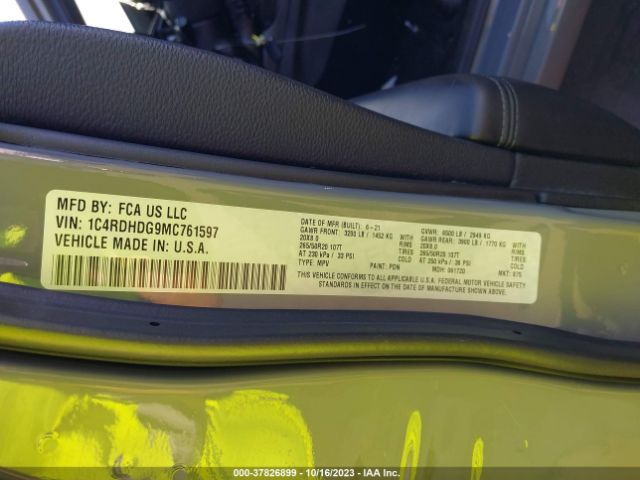 MFD BY: FCA US LLC
VIN: 1C4RDHDG9MC761597
VEHICLE MADE IN U.S.A.
DATE OF MFR (BUILT): 6-21 GVWR: 6500 LB / 2949 KG
GAWR FRONT: 3200 LB / 1452 KG WITH GAWR REAR: 3900 LB / 1770 KG WITH
20X8.0 RIMS 20X8.0 RIMS
265/50R20 107T TIRES 265/50R20 107T TIRES
AT 230 kPa / 33 PSI AT 250 kPa / 36 PSI
TYPE: MPV PAINT: PDN MDH: 061720 MKT: 875
THIS VEHICLE CONFORMS TO ALL APPLICABLE U.S.A. FEDERAL MOTOR VEHICLE SAFETY
STANDARDS IN EFFECT ON THE DATE OF MANUFACTURE SHOWN ABOVE.
000-37826899 / 10/16/2023 - IAA Inc.